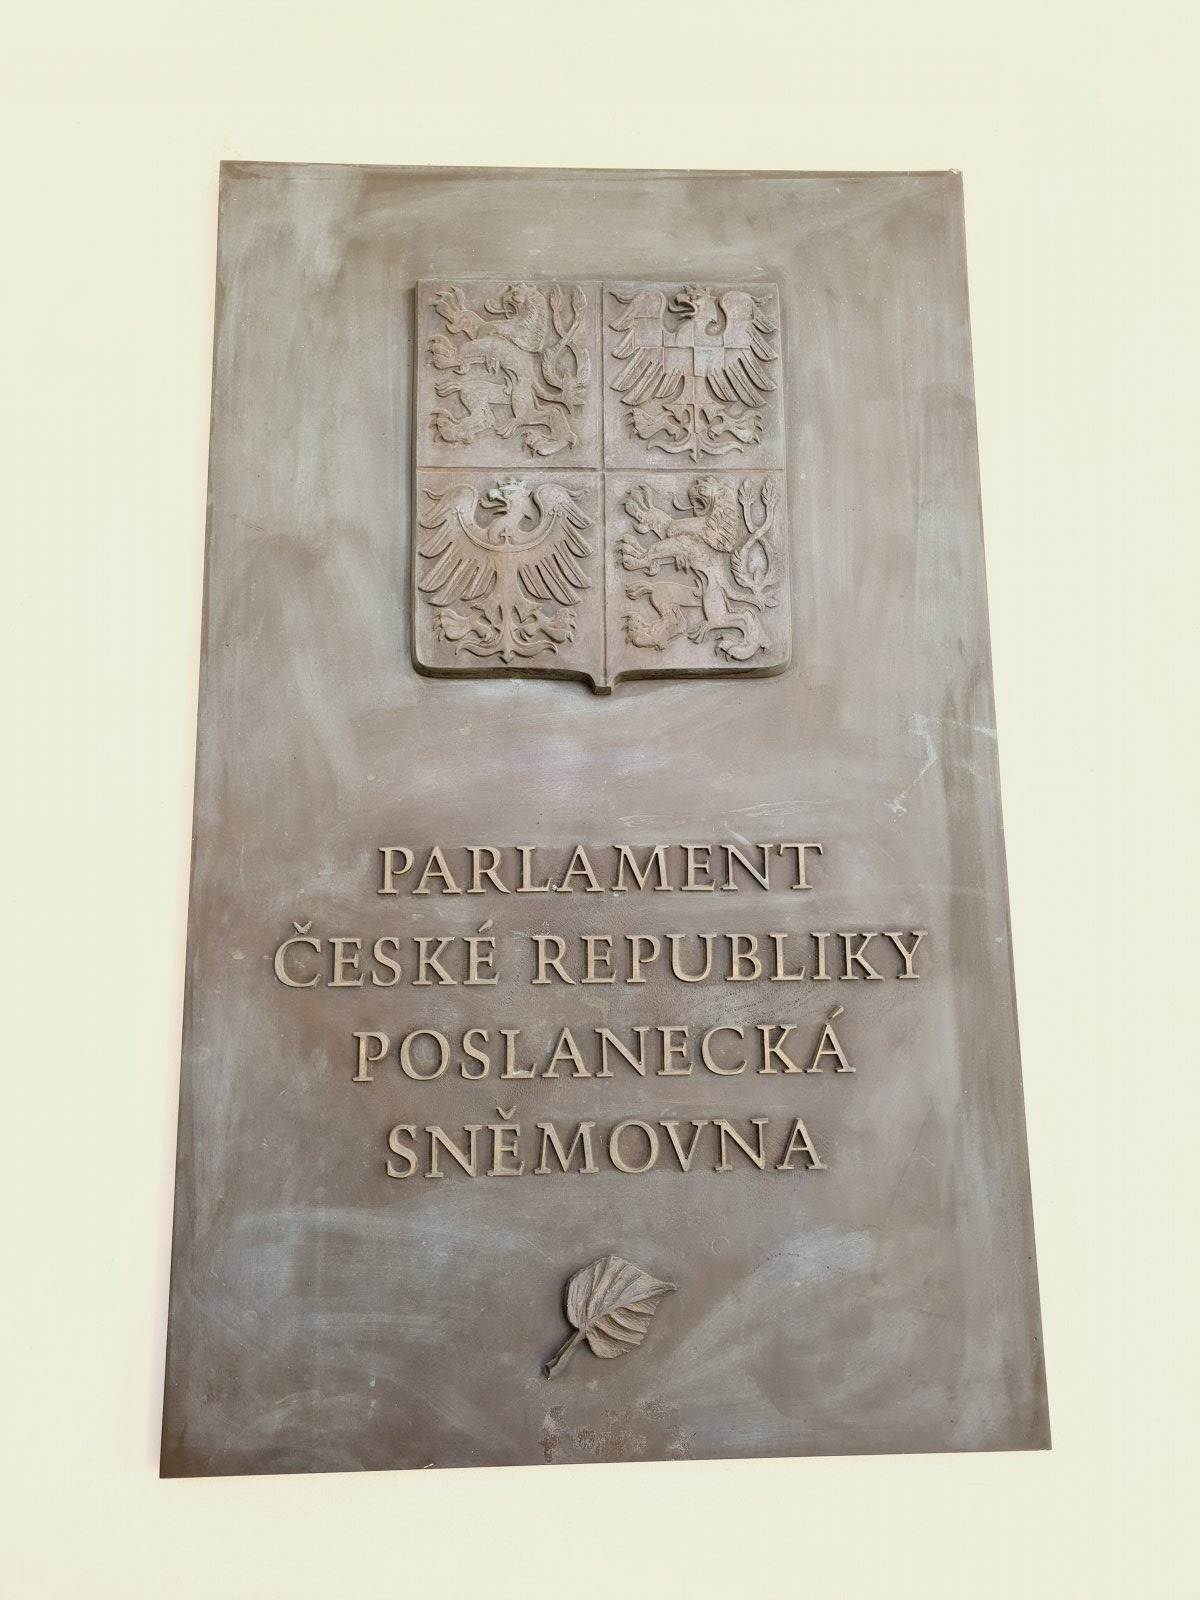 PARLAMENT
ČESKÉ REPUBLIKY
POSLANECKÁ
SNĚMOVNA